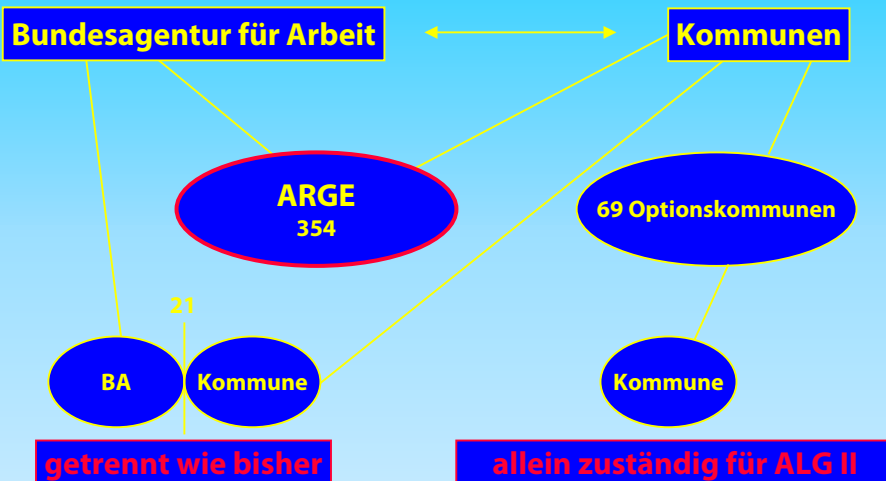 Bundesagentur für Arbeit
Kommunen
ARGE
354
69 Optionskommunen
21
BA
Kommune
Kommune
getrennt wie bisher
allein zuständig für ALG II